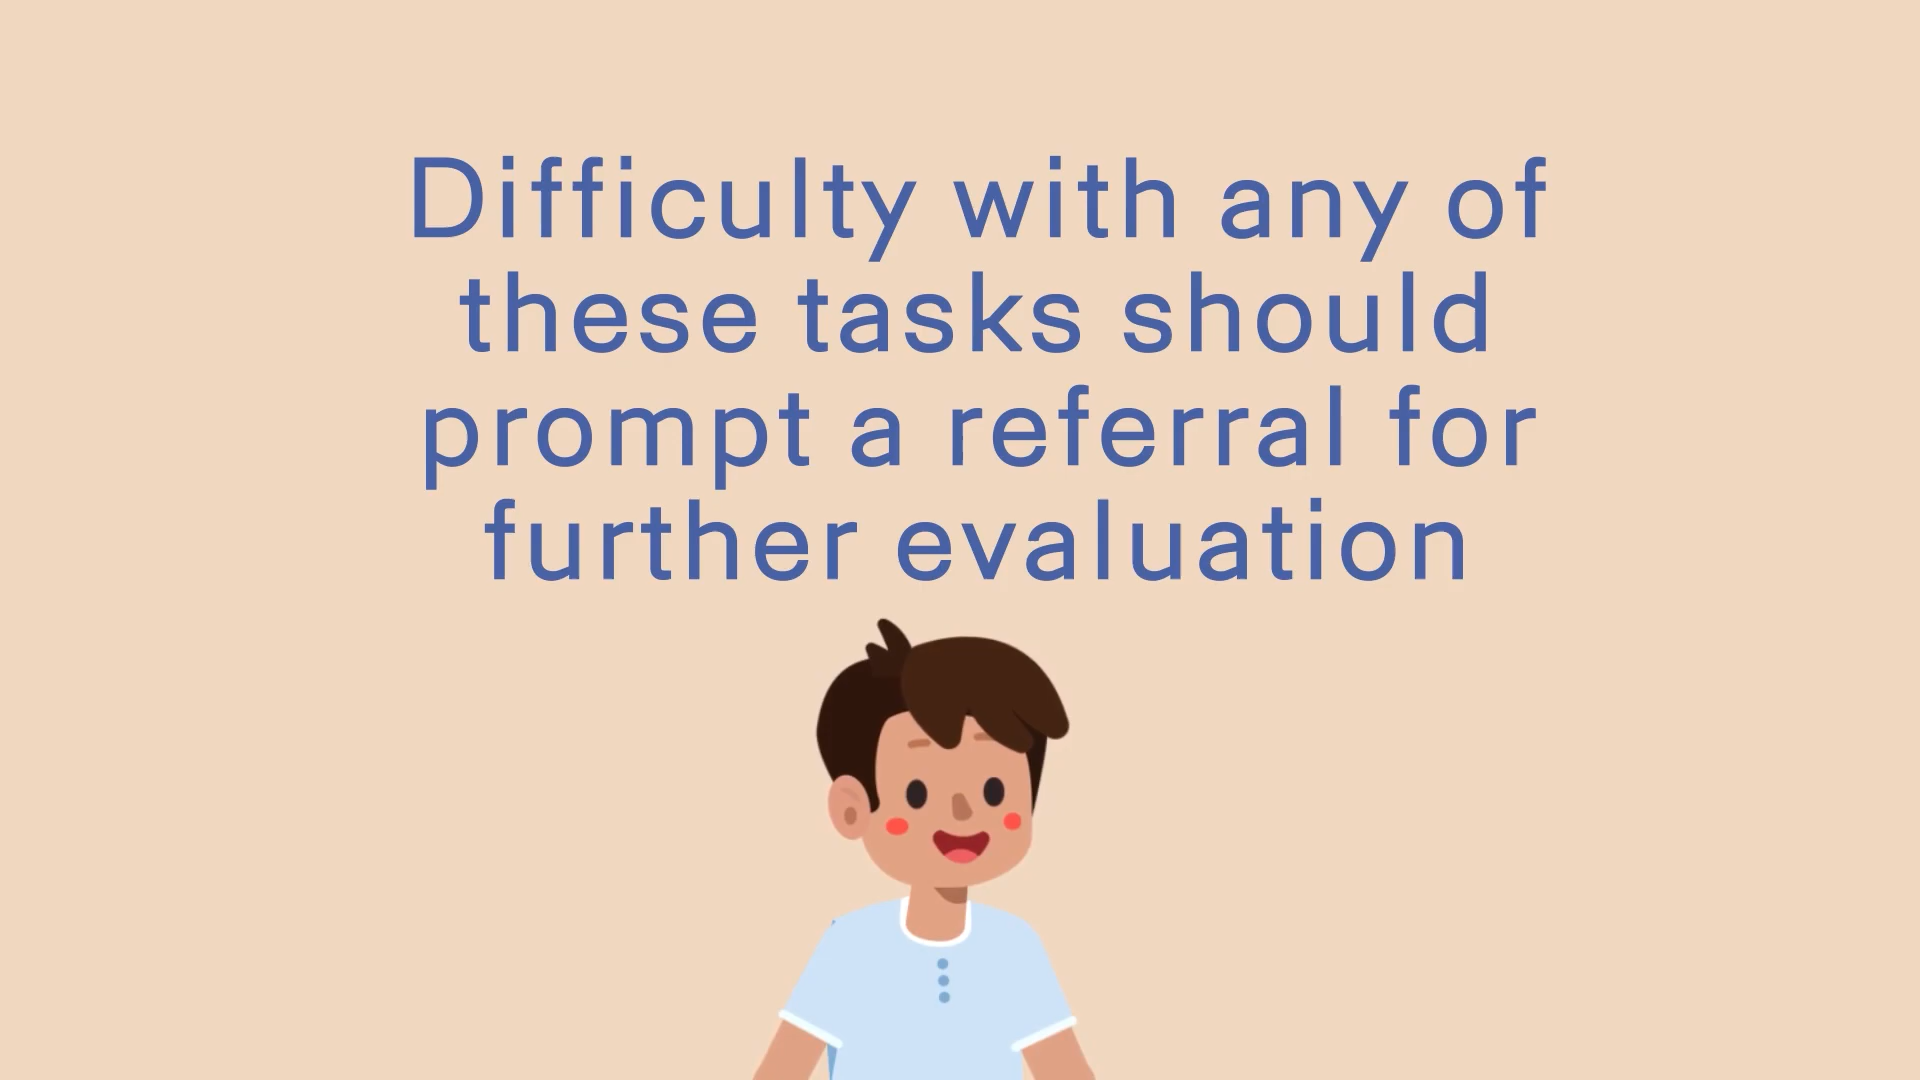 Difficulty with any of
these tasks should
prompt a referral for
further evaluation